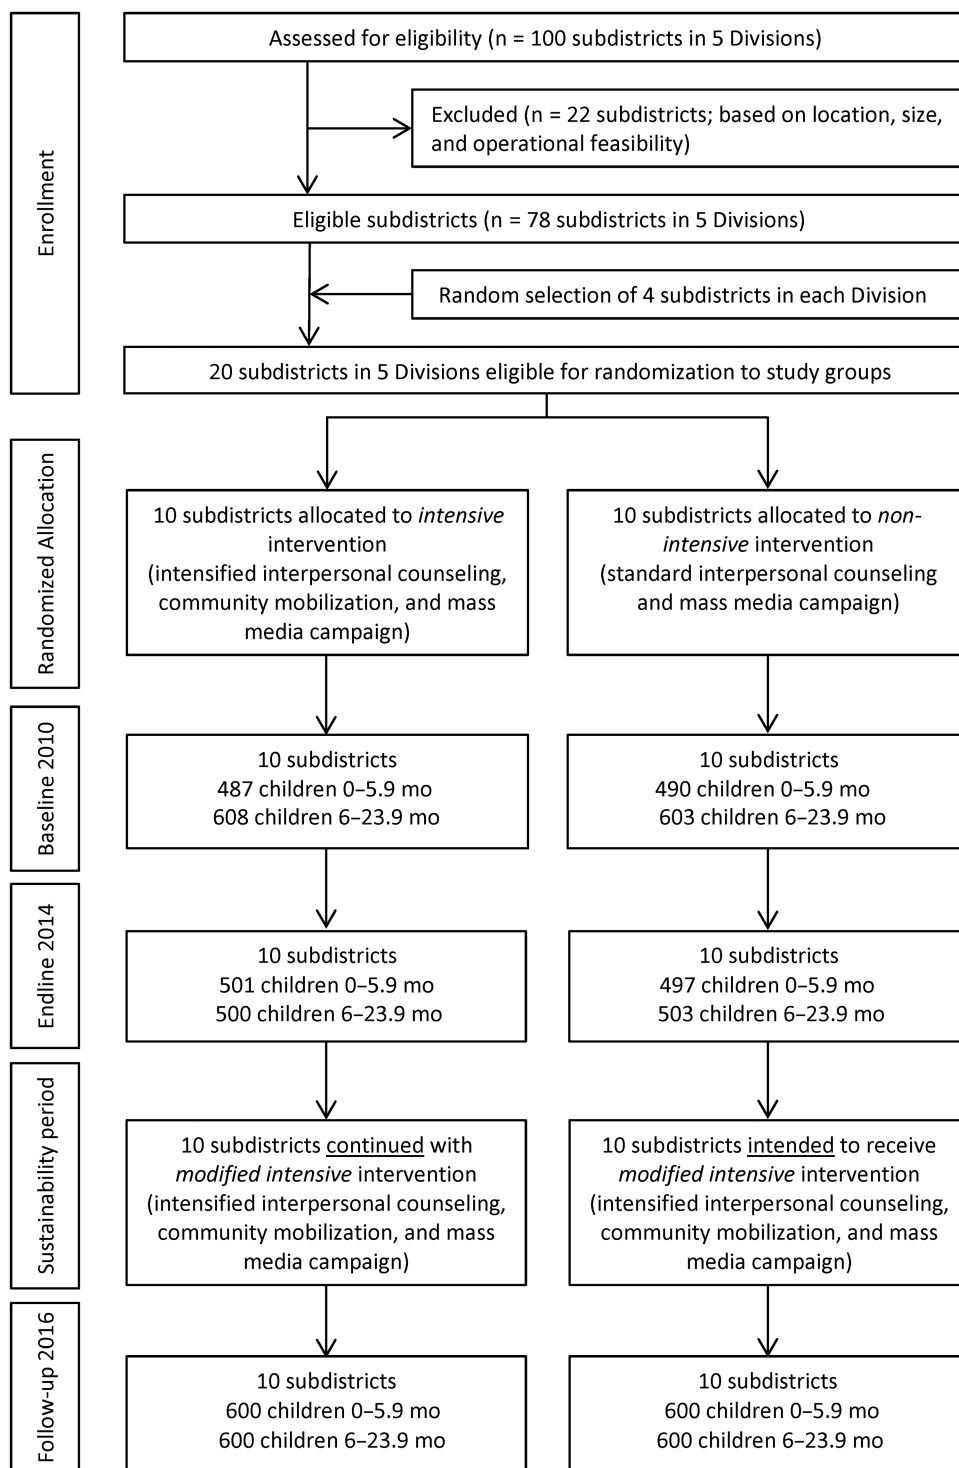 Enrollment
Assessed for eligibility (n = 100 subdistricts in 5 Divisions)
Excluded (n = 22 subdistricts; based on location, size,
and operational feasibility)
Eligible subdistricts (n = 78 subdistricts in 5 Divisions)
Random selection of 4 subdistricts in each Division
20 subdistricts in 5 Divisions eligible for randomization to study groups
Randomized Allocation
10 subdistricts allocated to intensive
intervention
(intensified interpersonal counseling,
community mobilization, and mass
media campaign)
10 subdistricts allocated to non-
intensive intervention
(standard interpersonal counseling
and mass media campaign)
Baseline 2010
10 subdistricts
487 children 0–5.9 mo
608 children 6–23.9 mo
10 subdistricts
490 children 0–5.9 mo
603 children 6–23.9 mo
Endline 2014
10 subdistricts
501 children 0–5.9 mo
500 children 6–23.9 mo
10 subdistricts
497 children 0–5.9 mo
503 children 6–23.9 mo
Sustainability period
10 subdistricts continued with
modified intensive intervention
(intensified interpersonal counseling,
community mobilization, and mass
media campaign)
10 subdistricts intended to receive
modified intensive intervention
(intensified interpersonal counseling,
community mobilization, and mass
media campaign)
Follow-up 2016
10 subdistricts
600 children 0–5.9 mo
600 children 6–23.9 mo
10 subdistricts
600 children 0–5.9 mo
600 children 6–23.9 mo